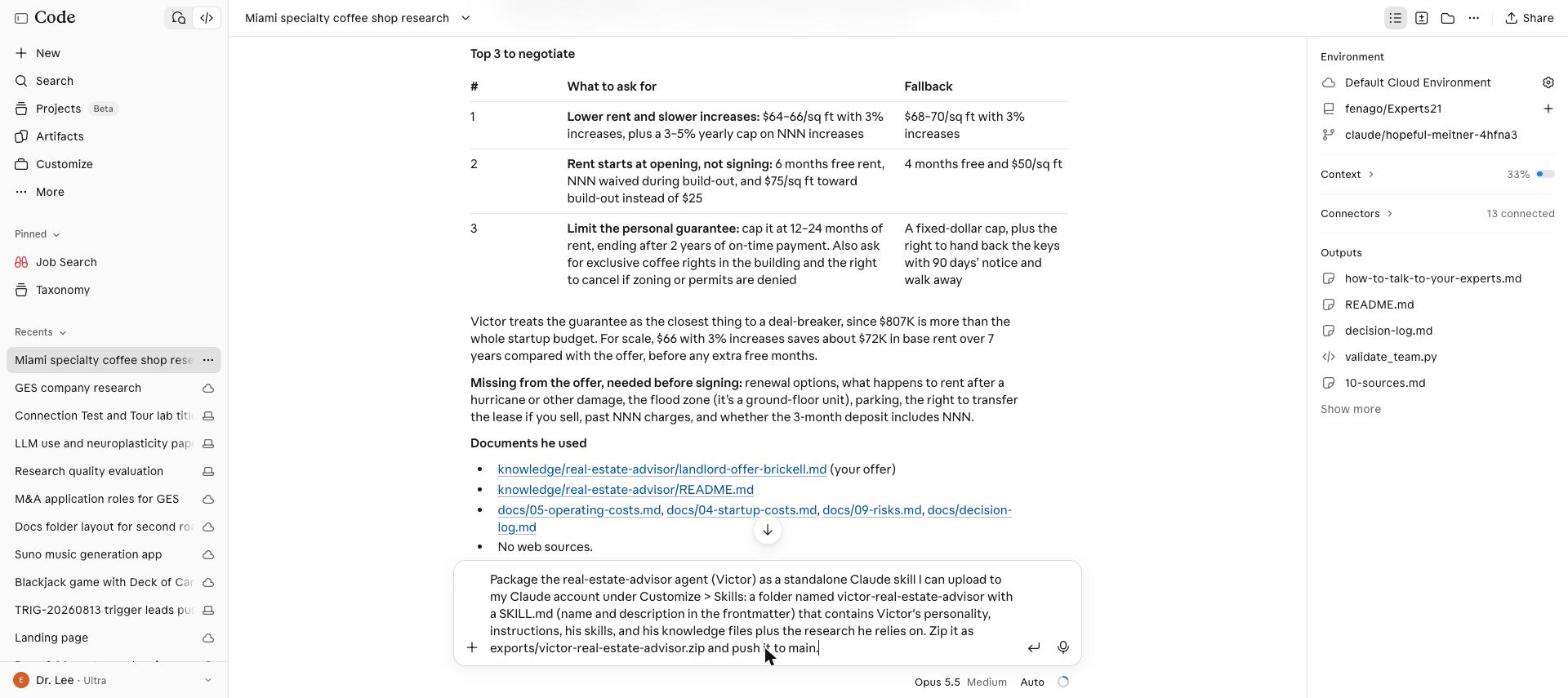 Code
New
Search
Projects Beta
Artifacts
Customize
More
Pinned
Job Search
Taxonomy
Recents
Miami specialty coffee shop rese
GES company research
Connection Test and Tour lab titl
LLM use and neuroplasticity pap
Research quality evaluation
M&A application roles for GES
Docs folder layout for second ro
Suno music generation app
Blackjack game with Deck of Car
TRIG-20260813 trigger leads pu
Landing page
E Dr. Lee · Ultra
Miami specialty coffee shop research
Share
Top 3 to negotiate
# What to ask for Fallback
1 Lower rent and slower increases: $64–66/sq ft with 3% $68–70/sq ft with 3%
increases, plus a 3–5% yearly cap on NNN increases increases
2 Rent starts at opening, not signing: 6 months free rent, 4 months free and $50/sq ft
NNN waived during build-out, and $75/sq ft toward
build-out instead of $25
3 Limit the personal guarantee: cap it at 12–24 months of A fixed-dollar cap, plus the
rent, ending after 2 years of on-time payment. Also ask right to hand back the keys
for exclusive coffee rights in the building and the right with 90 days’ notice and
to cancel if zoning or permits are denied walk away
Victor treats the guarantee as the closest thing to a deal-breaker, since $807K is more than the
whole startup budget. For scale, $66 with 3% increases saves about $72K in base rent over 7
years compared with the offer, before any extra free months.
Missing from the offer, needed before signing: renewal options, what happens to rent after a
hurricane or other damage, the flood zone (it’s a ground-floor unit), parking, the right to transfer
the lease if you sell, past NNN charges, and whether the 3-month deposit includes NNN.
Documents he used
• knowledge/real-estate-advisor/landlord-offer-brickell.md (your offer)
• knowledge/real-estate-advisor/README.md
• docs/05-operating-costs.md, docs/04-startup-costs.md, docs/09-risks.md, docs/decision-
log.md
• No web sources.
Package the real-estate-advisor agent (Victor) as a standalone Claude skill I can upload to
my Claude account under Customize > Skills: a folder named victor-real-estate-advisor with
a SKILL.md (name and description in the frontmatter) that contains Victor's personality,
instructions, his skills, and his knowledge files plus the research he relies on. Zip it as
exports/victor-real-estate-advisor.zip and push it to main.
Opus 5.5 Medium Auto
Environment
Default Cloud Environment
fenago/Experts21
claude/hopeful-meitner-4hfna3
Context 33%
Connectors 13 connected
Outputs
how-to-talk-to-your-experts.md
README.md
decision-log.md
validate_team.py
10-sources.md
Show more